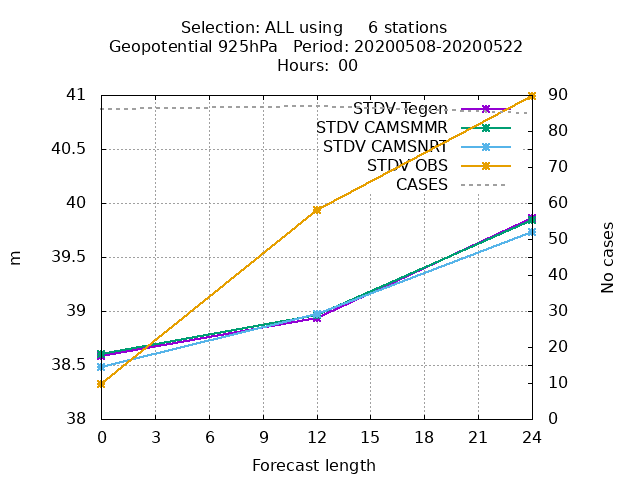 Selection: ALL using     6 stations
Geopotential 925hPa   Period: 20200508-20200522
Hours:  00
41
40.5
40
39.5
39
38.5
38
m
STDV Tegen
STDV CAMSMMR
STDV CAMSNRT
STDV OBS
CASES
90
80
70
60
50
40
30
20
10
0
No cases
0 3 6 9 12 15 18 21 24
Forecast length